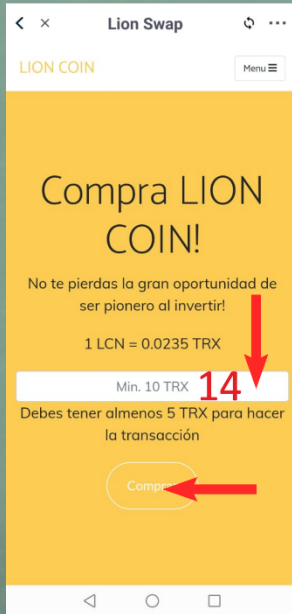 Lion Swap
LION COIN
Menu
Compra LION
COIN!
No te pierdas la gran oportunidad de
ser pionero al invertir!
1 LCN = 0.0235 TRX
Min. 10 TRX 14
Debes tener almenos 5 TRX para hacer
la transacción